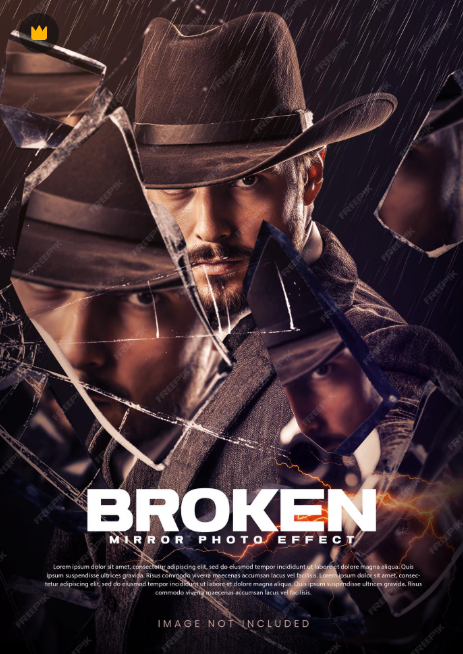 BROKEN
MIRROR PHOTO EFFECT
Lorem ipsum dolor sit amet, consectetur adipiscing elit, sed do eiusmod tempor incididunt ut labore et dolore magna aliqua. Quis
ipsum suspendisse ultrices gravida. Risus commodo viverra maecenas accumsan lacus vel facilisis. Lorem ipsum dolor sit amet, consec-
tetur adipiscing elit, sed do eiusmod tempor incididunt ut labore et dolore magna aliqua. Quis ipsum suspendisse ultrices gravida. Risus
commodo viverra maecenas accumsan lacus vel facilisis.
IMAGE NOT INCLUDED